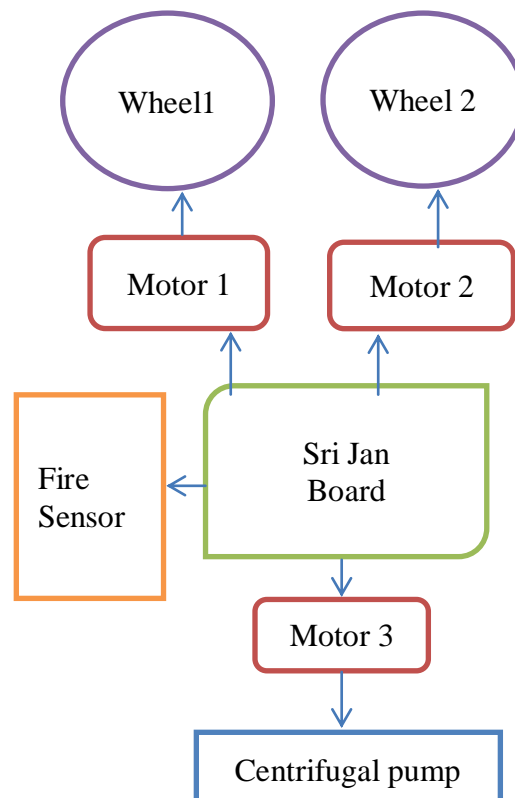 Wheel1
Wheel 2
Motor 1
Motor 2
Fire
Sensor
Sri Jan
Board
Motor 3
Centrifugal pump